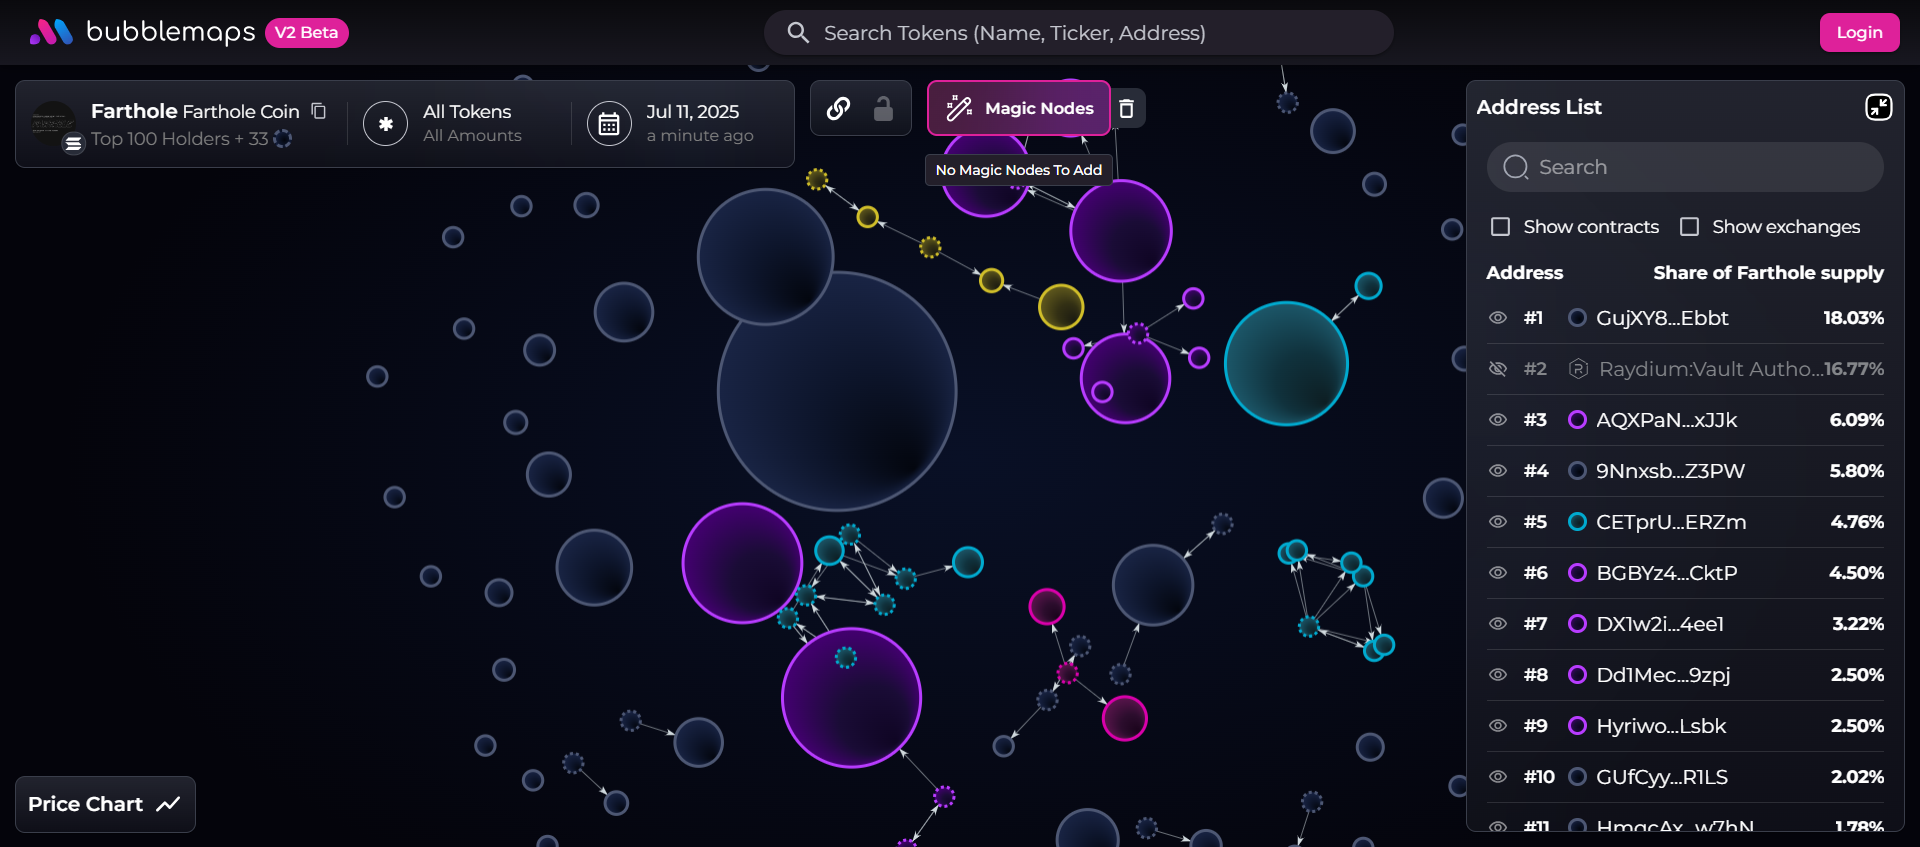 bubblemaps V2 Beta
Search Tokens (Name, Ticker, Address)
Login
Farthole Farthole Coin
Top 100 Holders + 33
All Tokens
All Amounts
Jul 11, 2025
a minute ago
Magic Nodes
No Magic Nodes To Add
Address List
Search
Show contracts Show exchanges
Address Share of Farthole supply
#1 GujXY8...Ebbt 18.03%
#2 Raydium:Vault Autho... 16.77%
#3 AQXPaN...xJJk 6.09%
#4 9Nnxsb...Z3PW 5.80%
#5 CETprU...ERZm 4.76%
#6 BGBYz4...CktP 4.50%
#7 DX1w2i...4ee1 3.22%
#8 Dd1Mec...9zpj 2.50%
#9 Hyriwo...Lsbk 2.50%
#10 GUfCyy...R1LS 2.02%
#11 1.78%
Price Chart